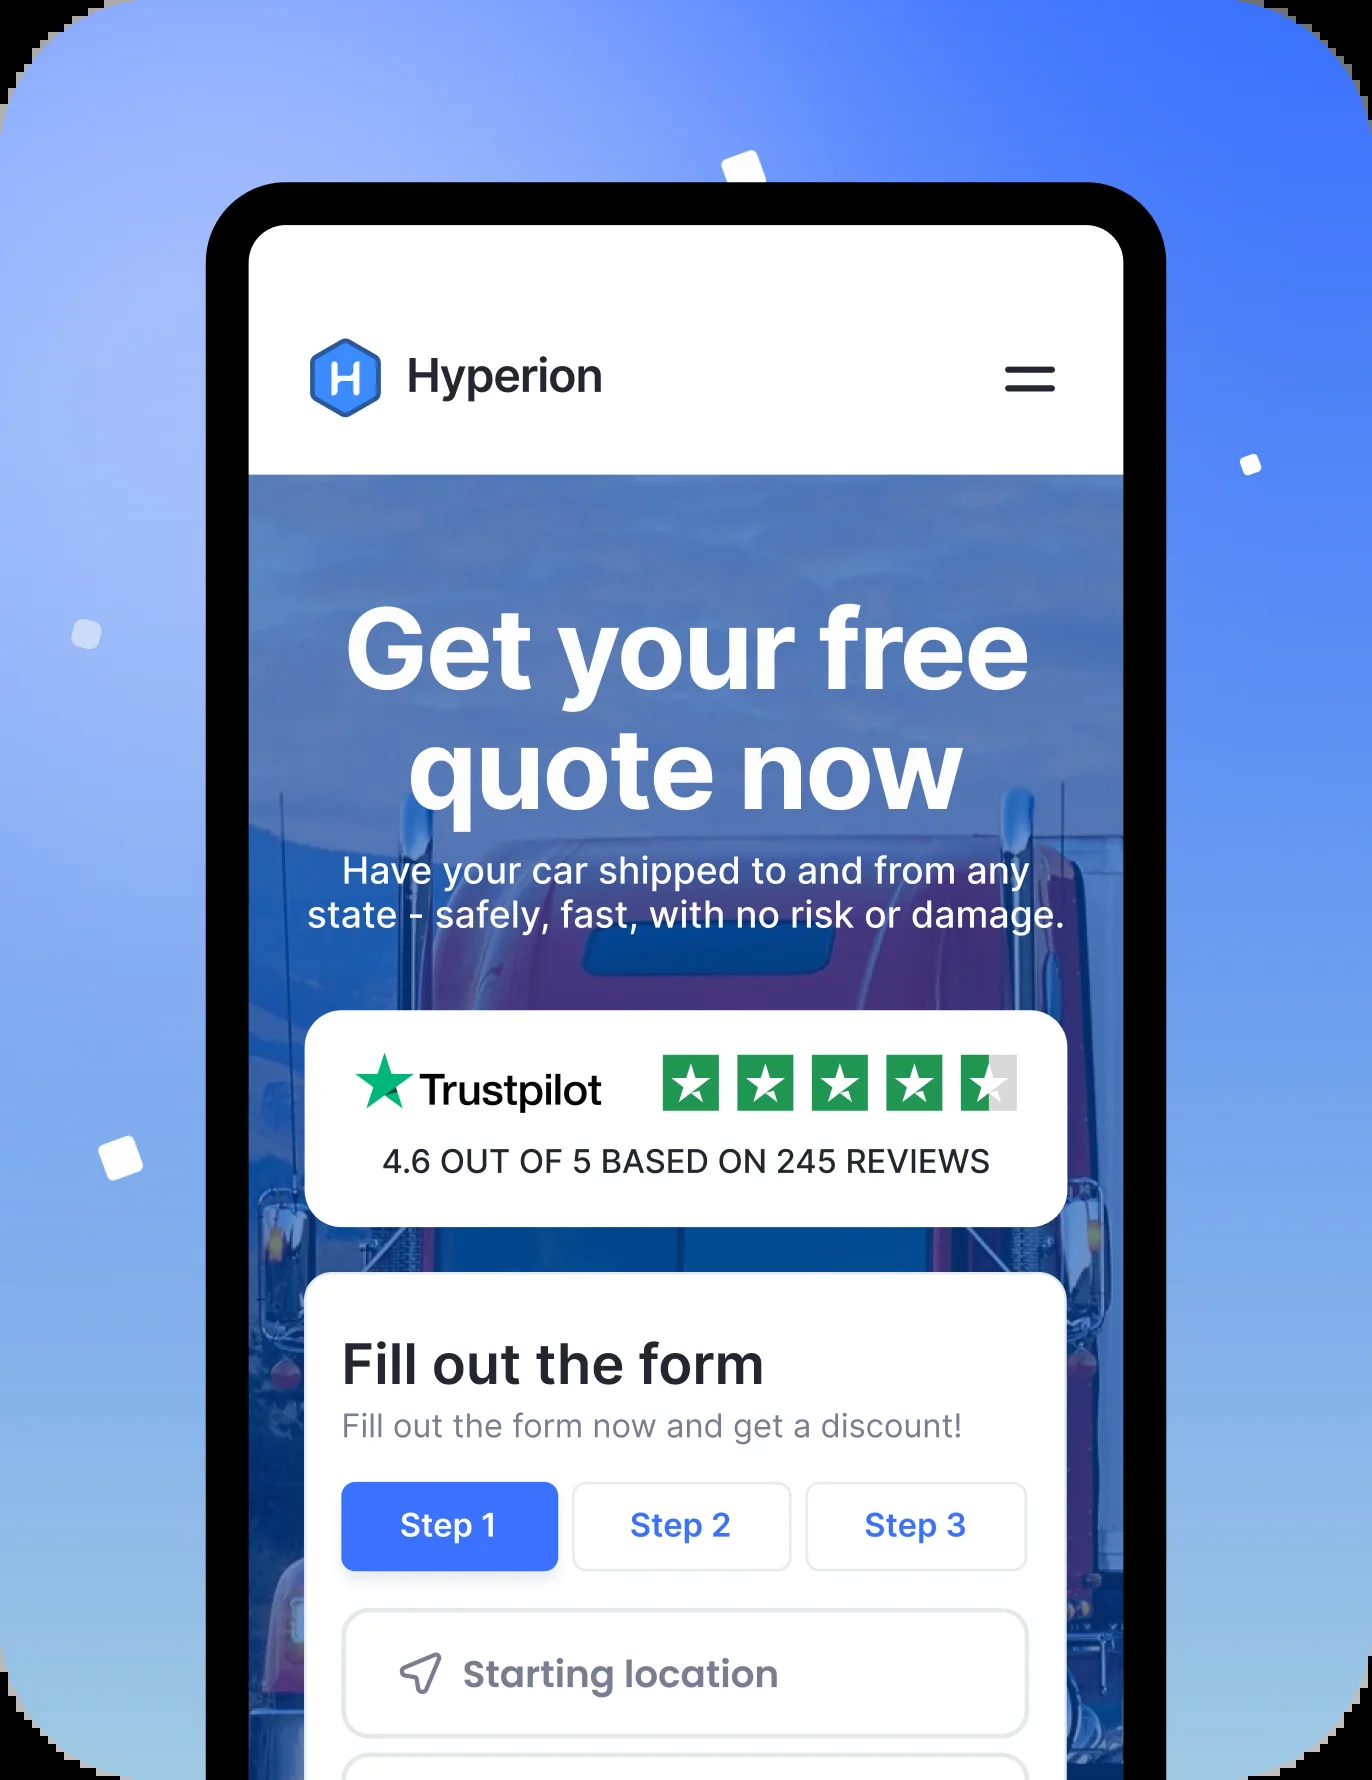 H
Hyperion
Get your free
quote now
Have your car shipped to and from any
state - safely, fast, with no risk or damage.
Trustpilot
4.6 OUT OF 5 BASED ON 245 REVIEWS
Fill out the form
Fill out the form now and get a discount!
Step 1 Step 2 Step 3
Starting location